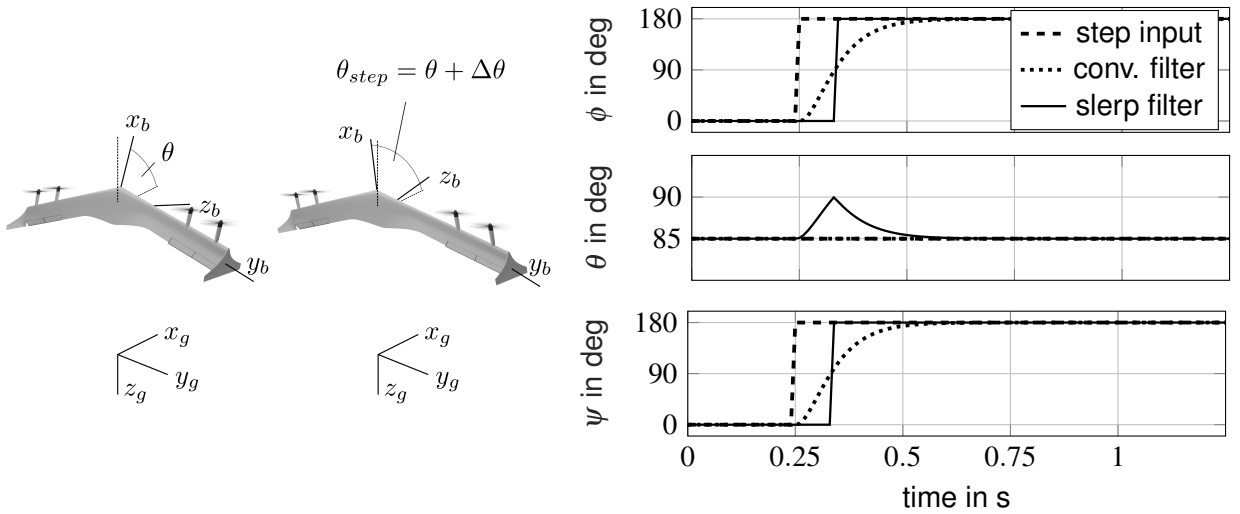 θ_step = θ + Δθ
x_b
θ
z_b
y_b
x_b
z_b
y_b
x_g
y_g
z_g
x_g
y_g
z_g
ϕ in deg
180
90
0
step input
conv. filter
slerp filter
θ in deg
90
85
ψ in deg
180
90
0
0
0.25
0.5
0.75
1
time in s